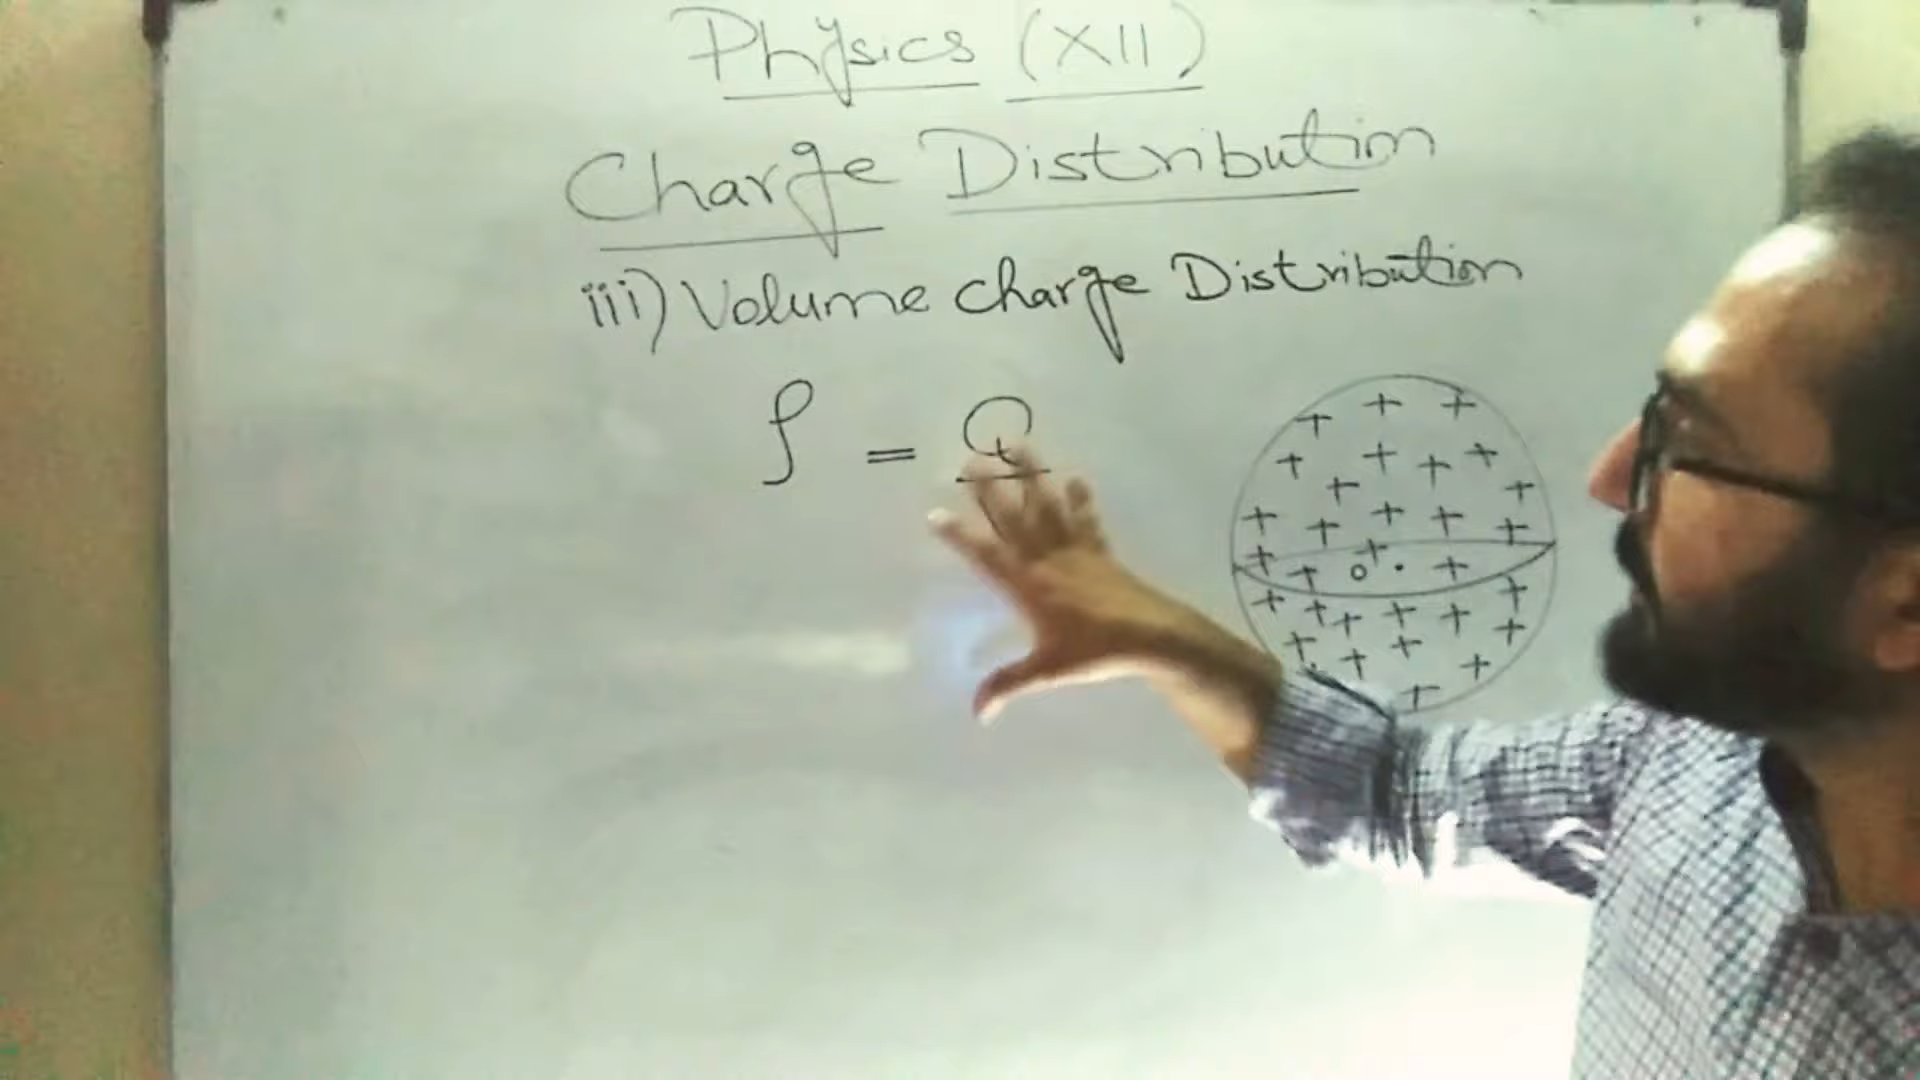 Physics (XII)
Charge Distribution
iii) Volume charge Distribution
ρ = Q
+ + +
+ + + +
+ +
+ + + + +
+ + + o . +
+ + + + + +
+ + + + +
+